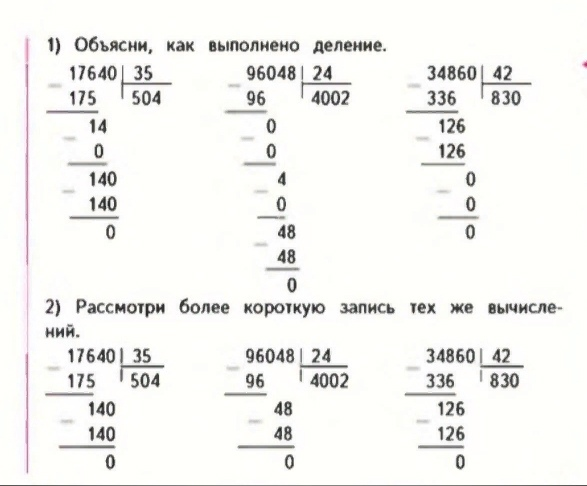 1) Объясни, как выполнено деление.
17640 35 96048 24 34860 42
175 504 96 4002 336 830
14 0 126
0 0 126
140 4 0
140 0 0
0 48 0
48
0
2) Рассмотри более короткую запись тех же вычисле-
ний.
17640 35 96048 24 34860 42
175 504 96 4002 336 830
140 48 126
140 48 126
0 0 0